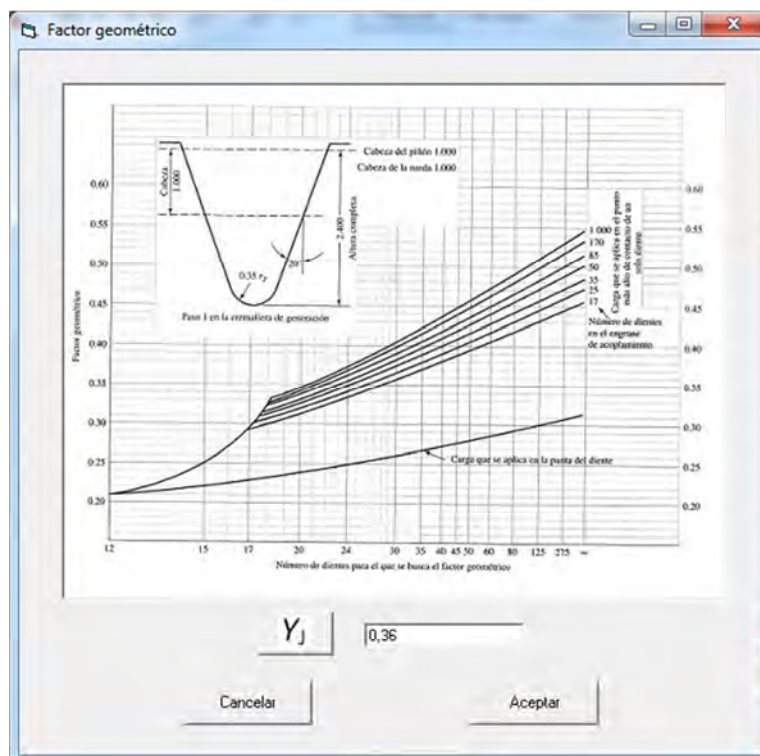 Factor geométrico
Cabeza del piñón 1.000
Cabeza de la rueda 1.000
Cabeza
1.000
2.400
Altura completa
20°
0.35 rT
Paso 1 en la cremallera de generación
Factor geométrico
0.60
0.55
0.50
0.45
0.40
0.35
0.30
0.25
0.20
0.60
0.55
0.50
0.45
0.40
0.35
0.30
0.25
0.20
1 000
170
85
50
35
25
17
Carga que se aplica en el punto
más alto de contacto de un
solo diente
Número de dientes
en el engrane
de acoplamiento
Carga que se aplica en la punta del diente
12 15 17 20 24 30 35 40 45 50 60 80 125 275 ∞
Número de dientes para el que se busca el factor geométrico
YJ
0,36
Cancelar
Aceptar